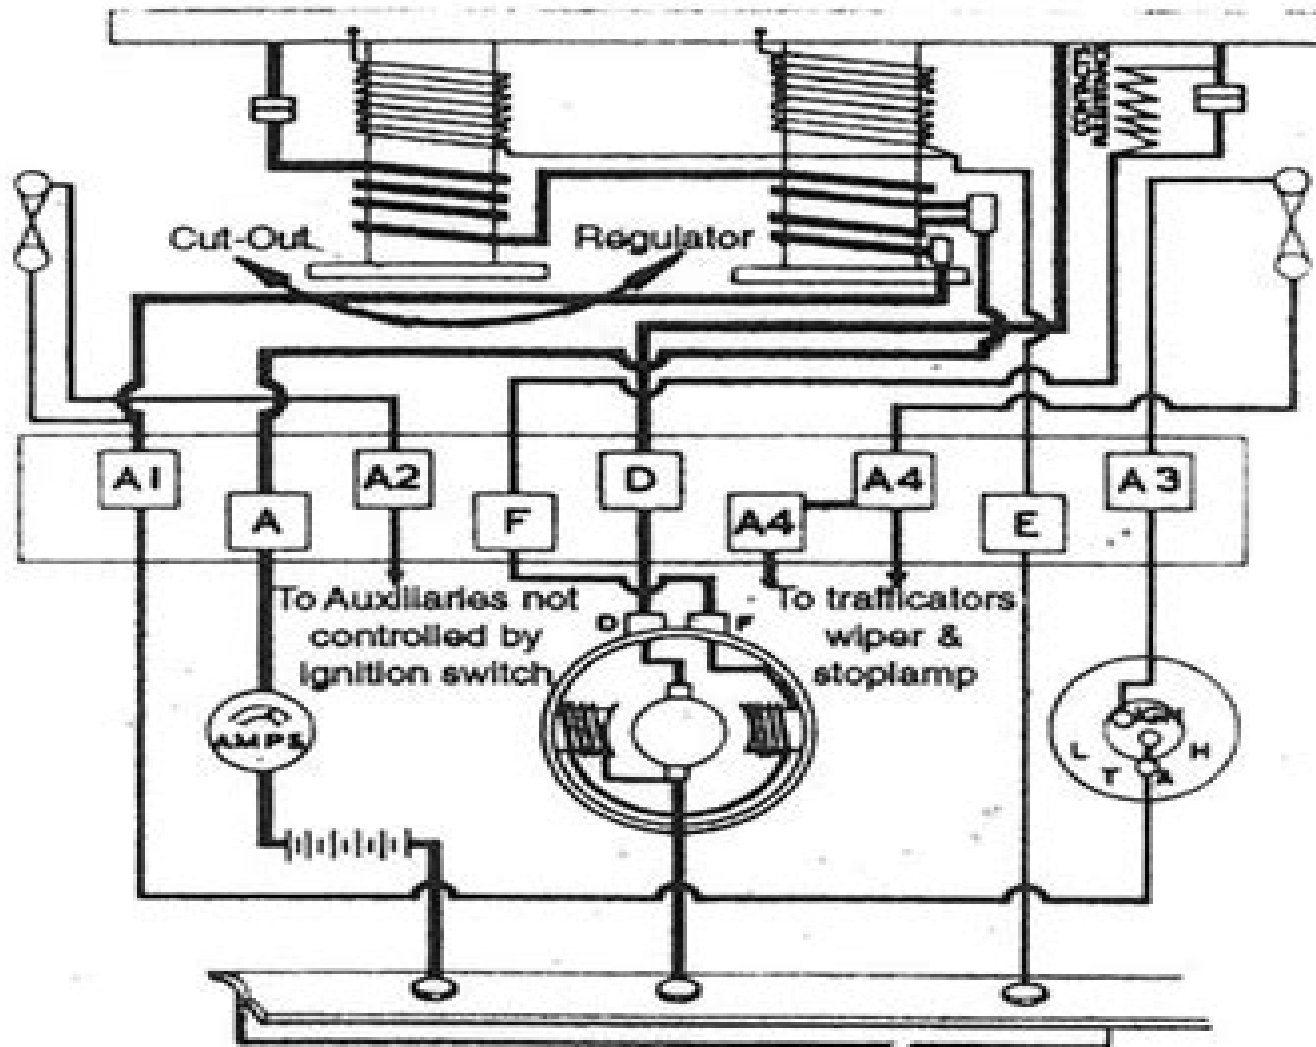 Cut-Out
Regulator
A1
A2
D
A4
A3
A
F
A4
E
To Auxiliaries not
controlled by
ignition switch
To trafficators
wiper &
stoplamp
D
F
AMPS
IGN
L
H
T
A